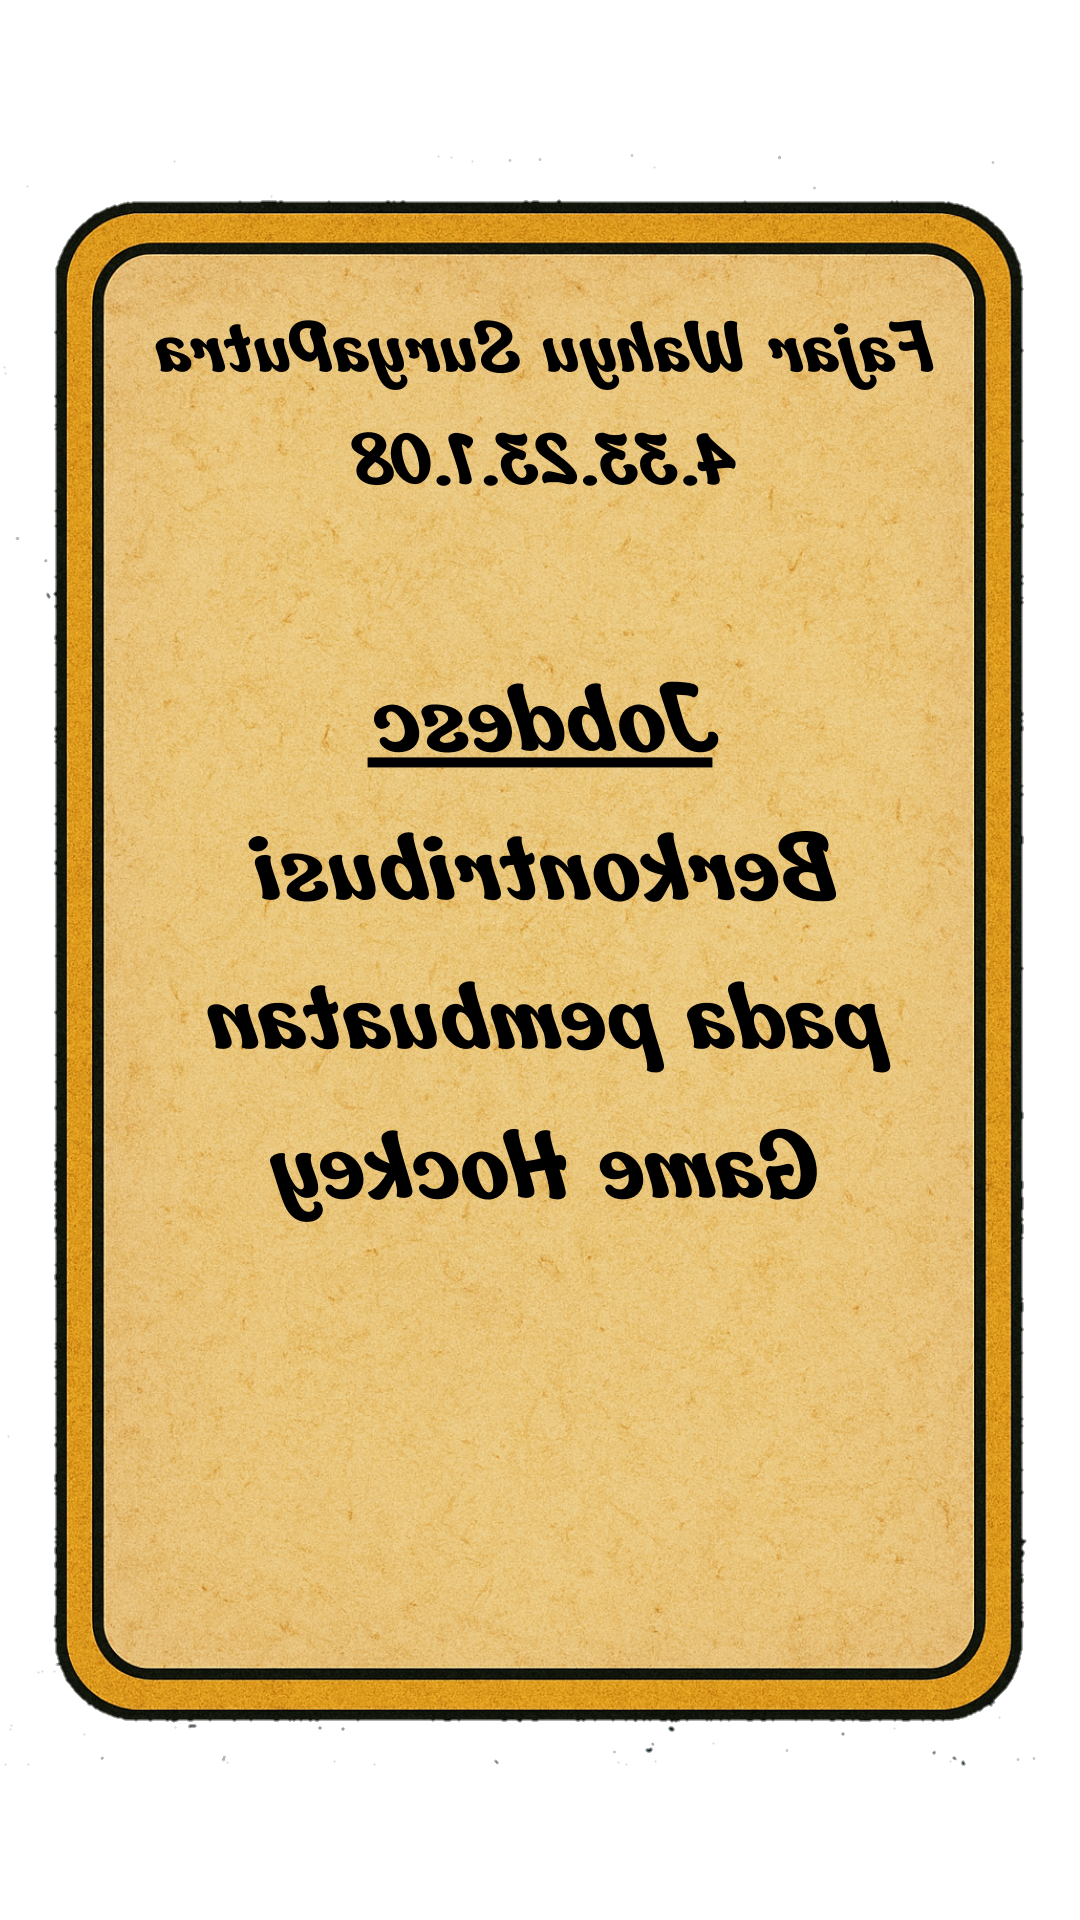 Fajar Wahyu SuryaPutra
4.33.23.1.08
Jobdesc
Berkontribusi
pada pembuatan
Game Hockey